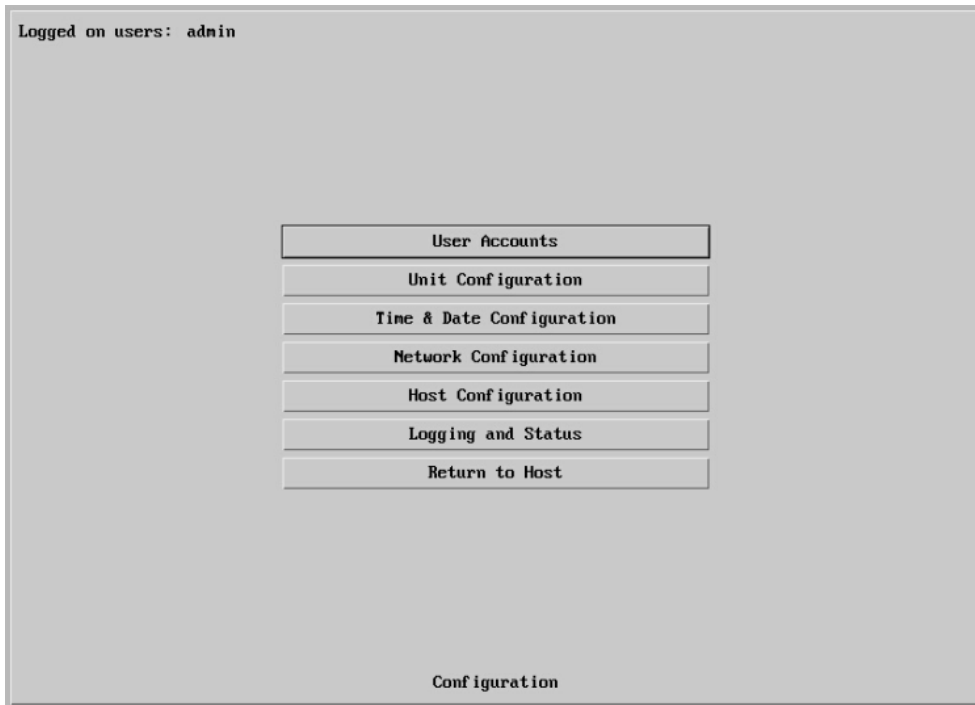 Logged on users: admin
User Accounts
Unit Configuration
Time & Date Configuration
Network Configuration
Host Configuration
Logging and Status
Return to Host
Configuration